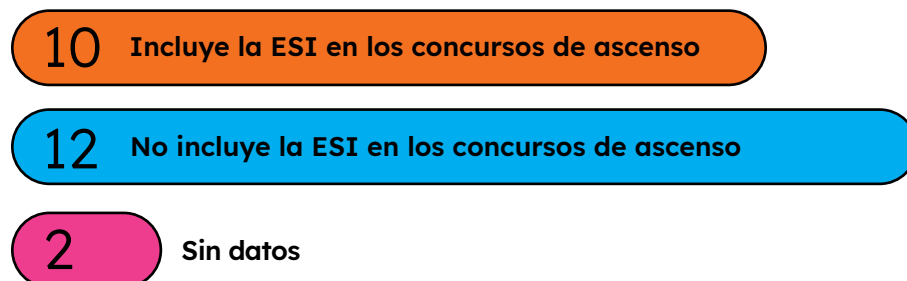 10 Incluye la ESI en los concursos de ascenso
12 No incluye la ESI en los concursos de ascenso
2 Sin datos